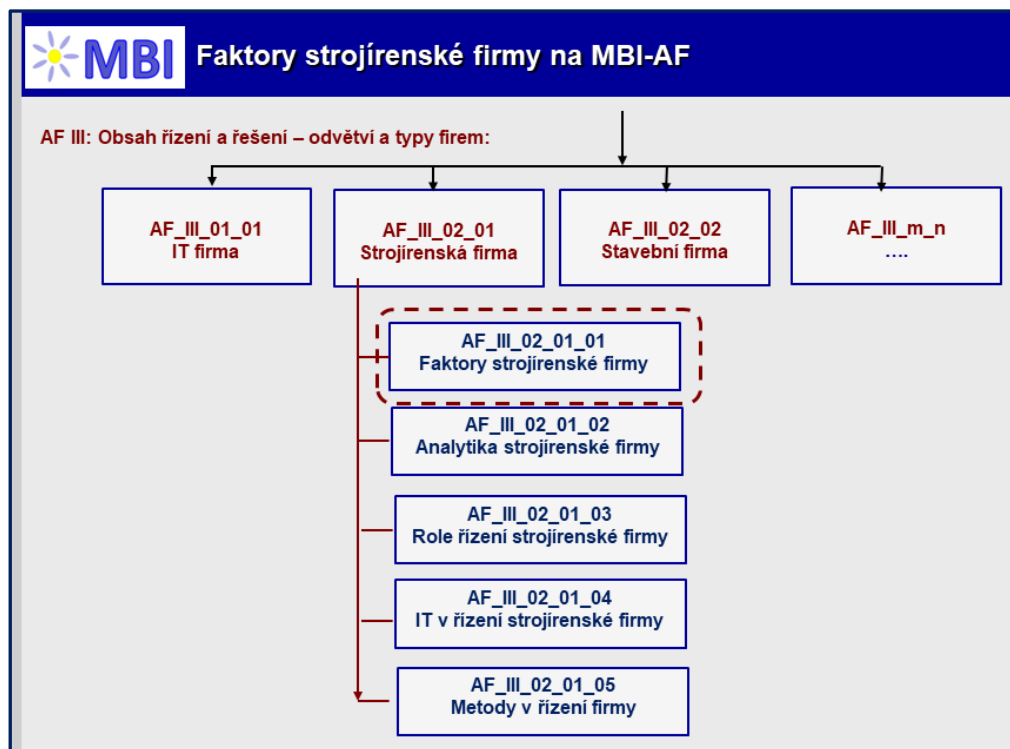 MBI
Faktory strojírenské firmy na MBI-AF
AF III: Obsah řízení a řešení – odvětví a typy firem:
AF_III_01_01
IT firma
AF_III_02_01
Strojírenská firma
AF_III_02_02
Stavební firma
AF_III_m_n
....
AF_III_02_01_01
Faktory strojírenské firmy
AF_III_02_01_02
Analytika strojírenské firmy
AF_III_02_01_03
Role řízení strojírenské firmy
AF_III_02_01_04
IT v řízení strojírenské firmy
AF_III_02_01_05
Metody v řízení firmy